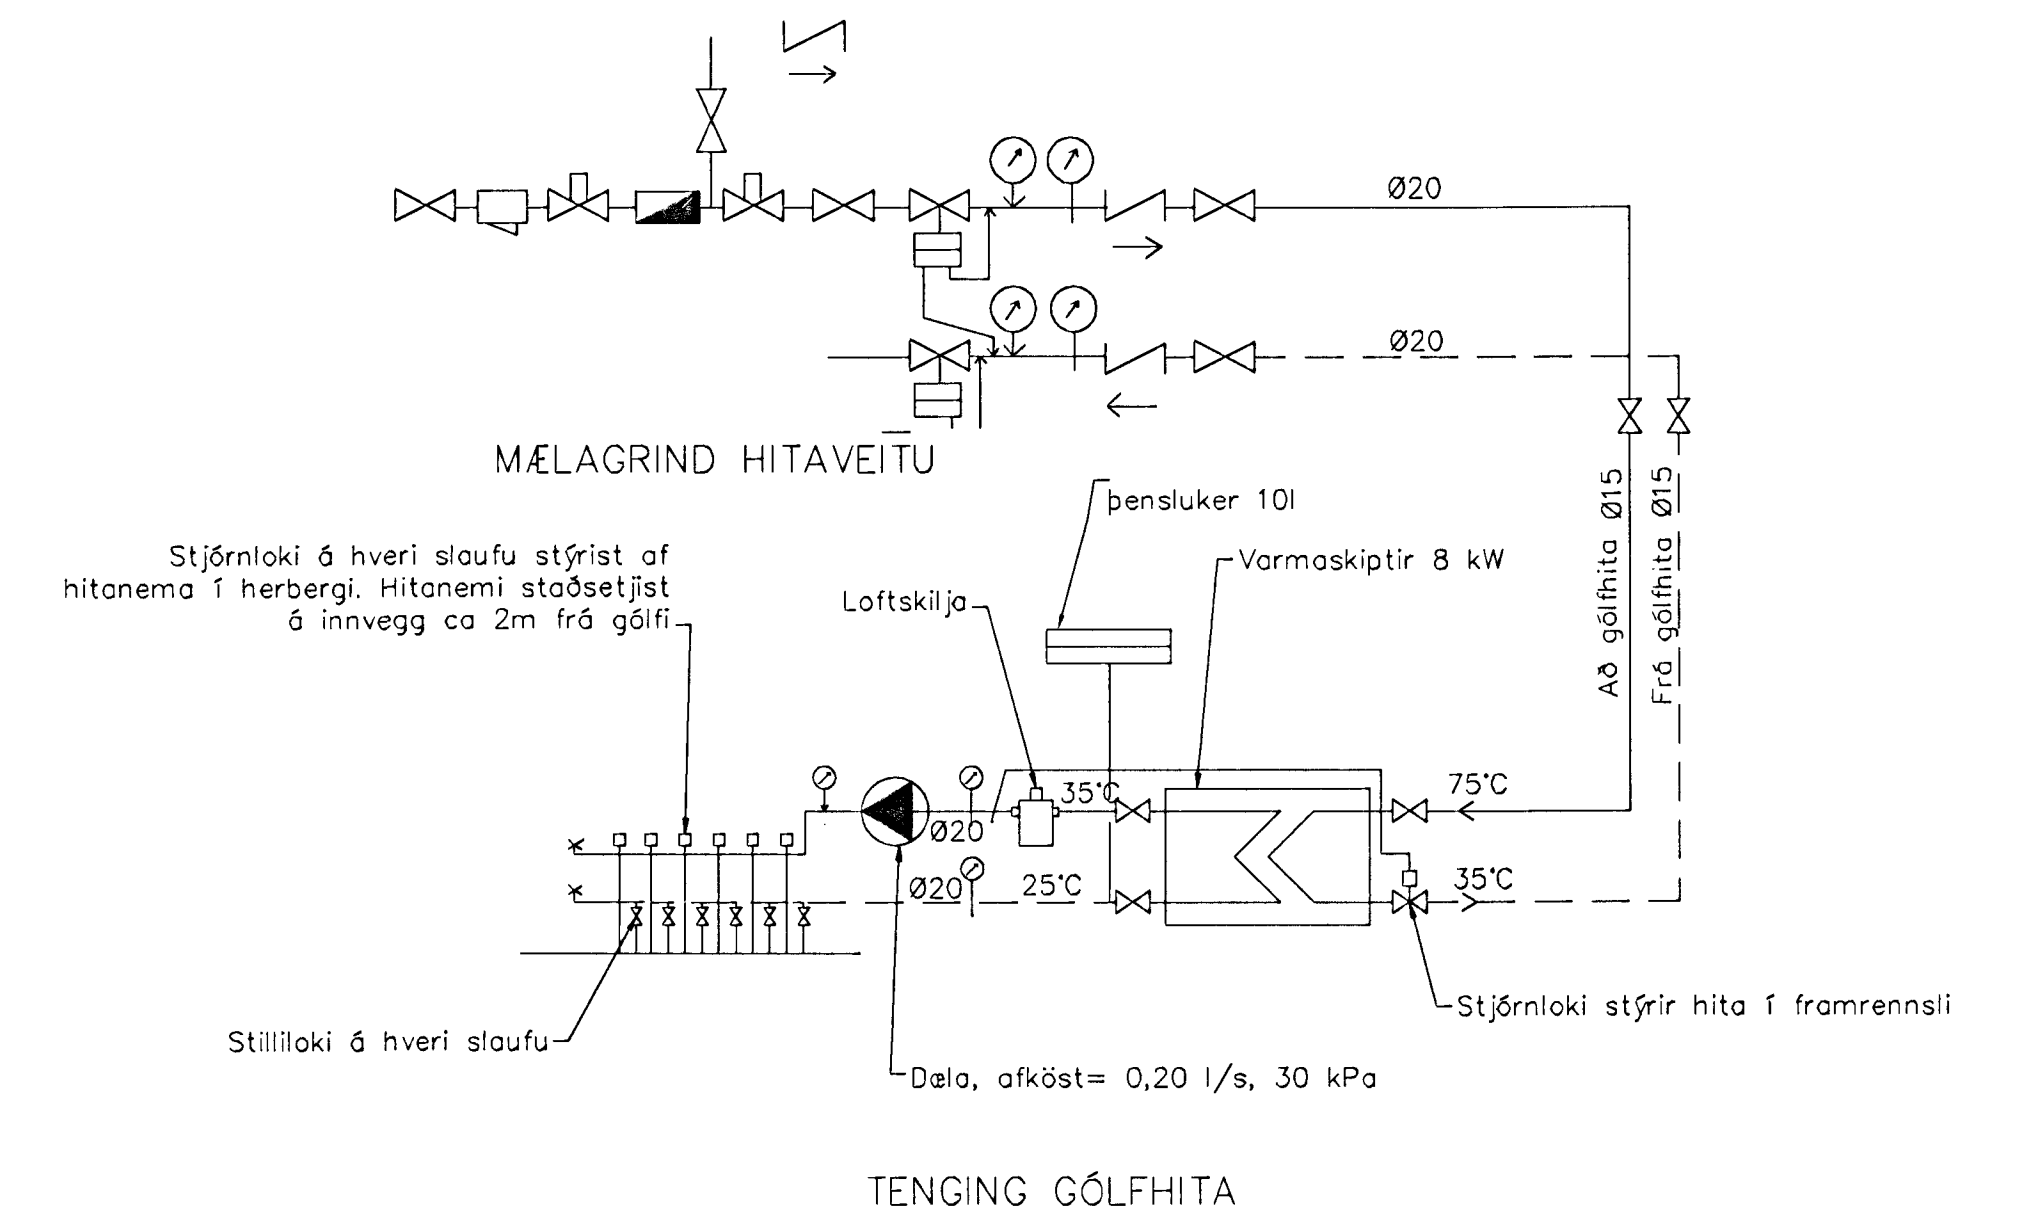 Ø20
Ø20
MÆLAGRIND HITAVEITU
þensluker 10l
Stjórnloki á hveri slaufu stýrist af
hitanema í herbergi. Hitanemi staðsetjist
á innvegg ca 2m frá gólfi
Varmaskiptir 8 kW
Loftskilja
Að gólfhita Ø15
Frá gólfhita Ø15
35°C
75°C
Ø20
Ø20
25°C
35°C
Stjórnloki stýrir hita í framrennsli
Stilliloki á hveri slaufu
Dæla, afköst= 0,20 l/s, 30 kPa
TENGING GÓLFHITA